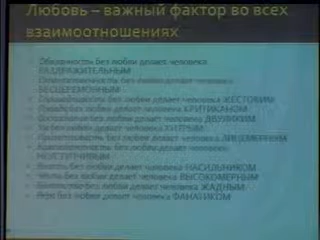 Любовь – важный фактор во всех
взаимоотношениях
Обязанность без любви делает человека
РАЗДРАЖИТЕЛЬНЫМ
Ответственность без любви делает человека
БЕСЦЕРЕМОННЫМ
Справедливость без любви делает человека ЖЕСТОКИМ
Правда без любви делает человека КРИТИКАНОМ
без любви делает человека ДВУЛИКИМ
Ум без любви делает человека ХИТРЫМ
Приветливость без любви делает человека ЛИЦЕМЕРНЫМ
Компетентность без любви делает человека
НЕУСТУПЧИВЫМ
Власть без любви делает человека НАСИЛЬНИКОМ
Честь без любви делает человека ВЫСОКОМЕРНЫМ
Богатство без любви делает человека ЖАДНЫМ
Вера без любви делает человека ФАНАТИКОМ